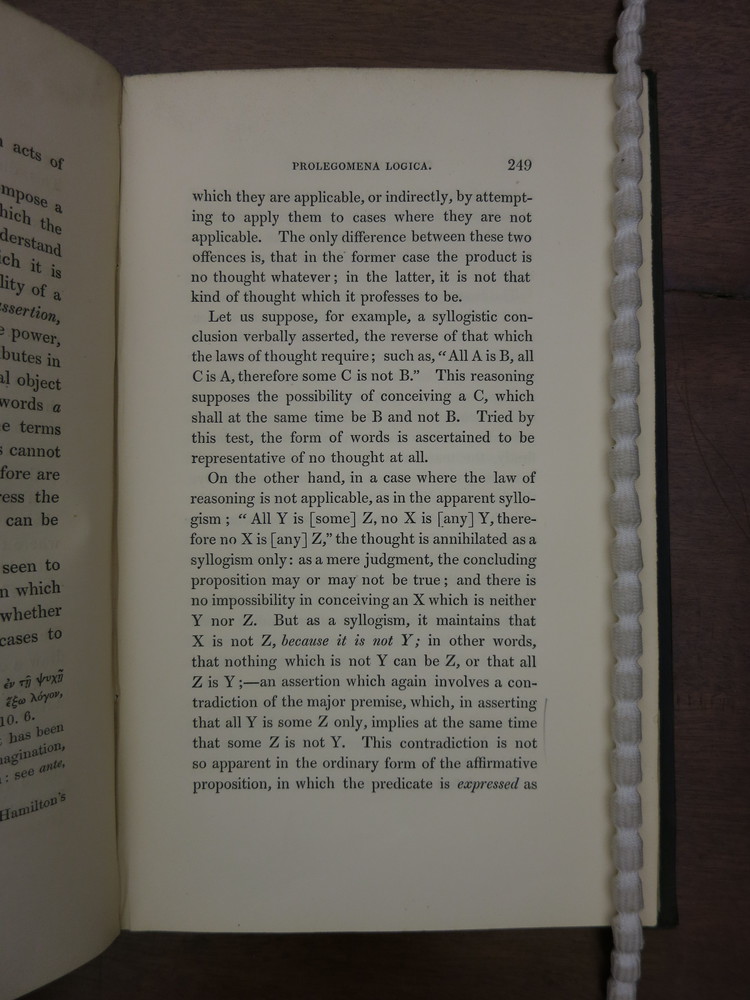 acts of
mpose a
hich the
derstand
ich it is
lity of a
assertion,
e power,
butes in
al object
words a
e terms
s cannot
fore are
ress the
can be
seen to
n which
whether
cases to
ἐν τῇ ψυχῇ
ἔξω λόγον,
10. 6.
has been
magination,
: see ante,
Hamilton's
PROLEGOMENA LOGICA. 249
which they are applicable, or indirectly, by attempt-
ing to apply them to cases where they are not
applicable. The only difference between these two
offences is, that in the former case the product is
no thought whatever; in the latter, it is not that
kind of thought which it professes to be.
Let us suppose, for example, a syllogistic con-
clusion verbally asserted, the reverse of that which
the laws of thought require; such as, “All A is B, all
C is A, therefore some C is not B.” This reasoning
supposes the possibility of conceiving a C, which
shall at the same time be B and not B. Tried by
this test, the form of words is ascertained to be
representative of no thought at all.
On the other hand, in a case where the law of
reasoning is not applicable, as in the apparent syllo-
gism; “All Y is [some] Z, no X is [any] Y, there-
fore no X is [any] Z,” the thought is annihilated as a
syllogism only: as a mere judgment, the concluding
proposition may or may not be true; and there is
no impossibility in conceiving an X which is neither
Y nor Z. But as a syllogism, it maintains that
X is not Z, because it is not Y; in other words,
that nothing which is not Y can be Z, or that all
Z is Y;—an assertion which again involves a con-
tradiction of the major premise, which, in asserting
that all Y is some Z only, implies at the same time
that some Z is not Y. This contradiction is not
so apparent in the ordinary form of the affirmative
proposition, in which the predicate is expressed as